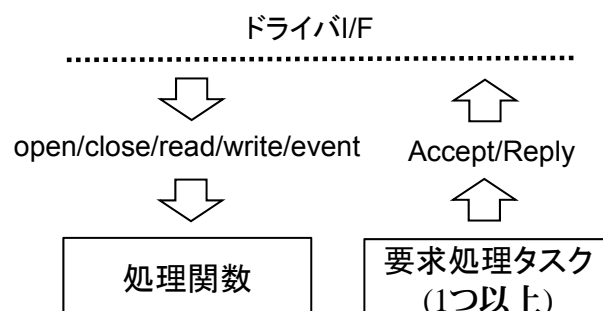 ドライバI/F
open/close/read/write/event
Accept/Reply
処理関数
要求処理タスク
(1つ以上)